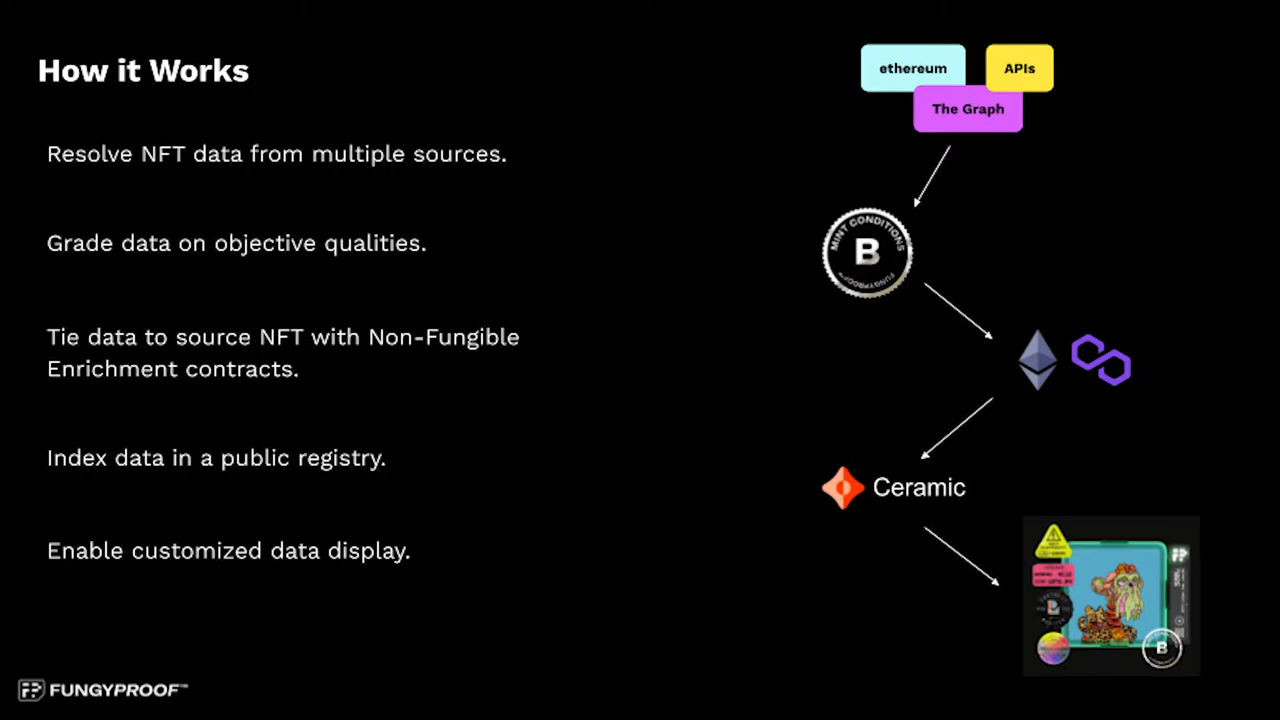 How it Works
ethereum
APIs
The Graph
Resolve NFT data from multiple sources.
MINT CONDITIONS
B
FUNGYPROOF™
Grade data on objective qualities.
Tie data to source NFT with Non-Fungible
Enrichment contracts.
Index data in a public registry.
Ceramic
Enable customized data display.
B
FUNGYPROOF™